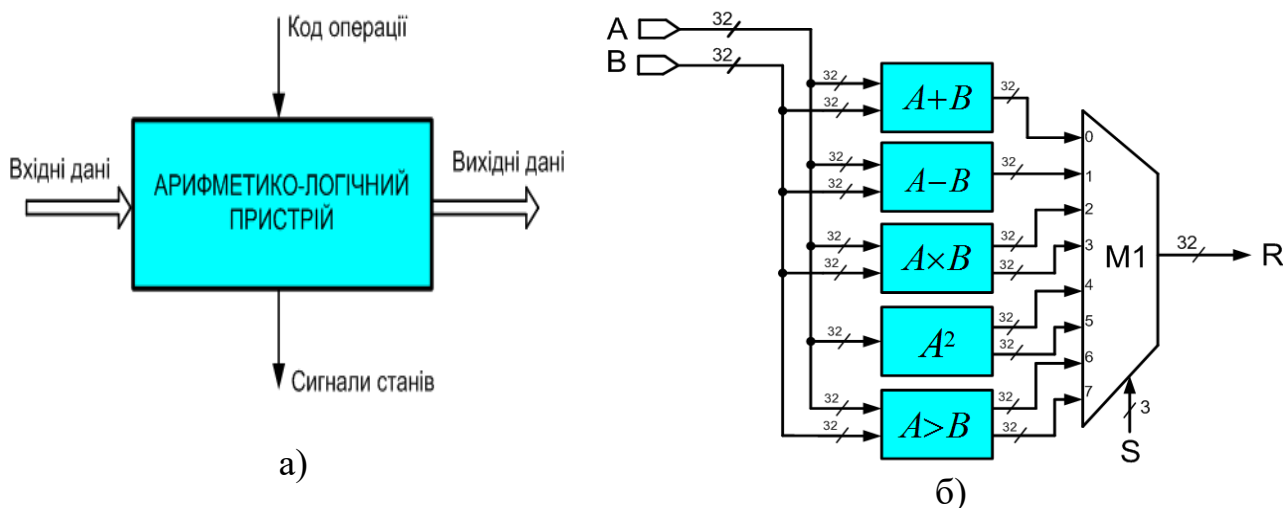 Код операції
Вхідні дані
АРИФМЕТИКО-ЛОГІЧНИЙ
ПРИСТРІЙ
Вихідні дані
Сигнали станів
а)
A 32
B 32
32 32 A+B 32
32 32 A−B 32
32 32 A×B 32 32
32 A² 32 32
32 32 A>B 32 32
0
1
2
3
4
5
6
7
M1
32 R
3
S
б)